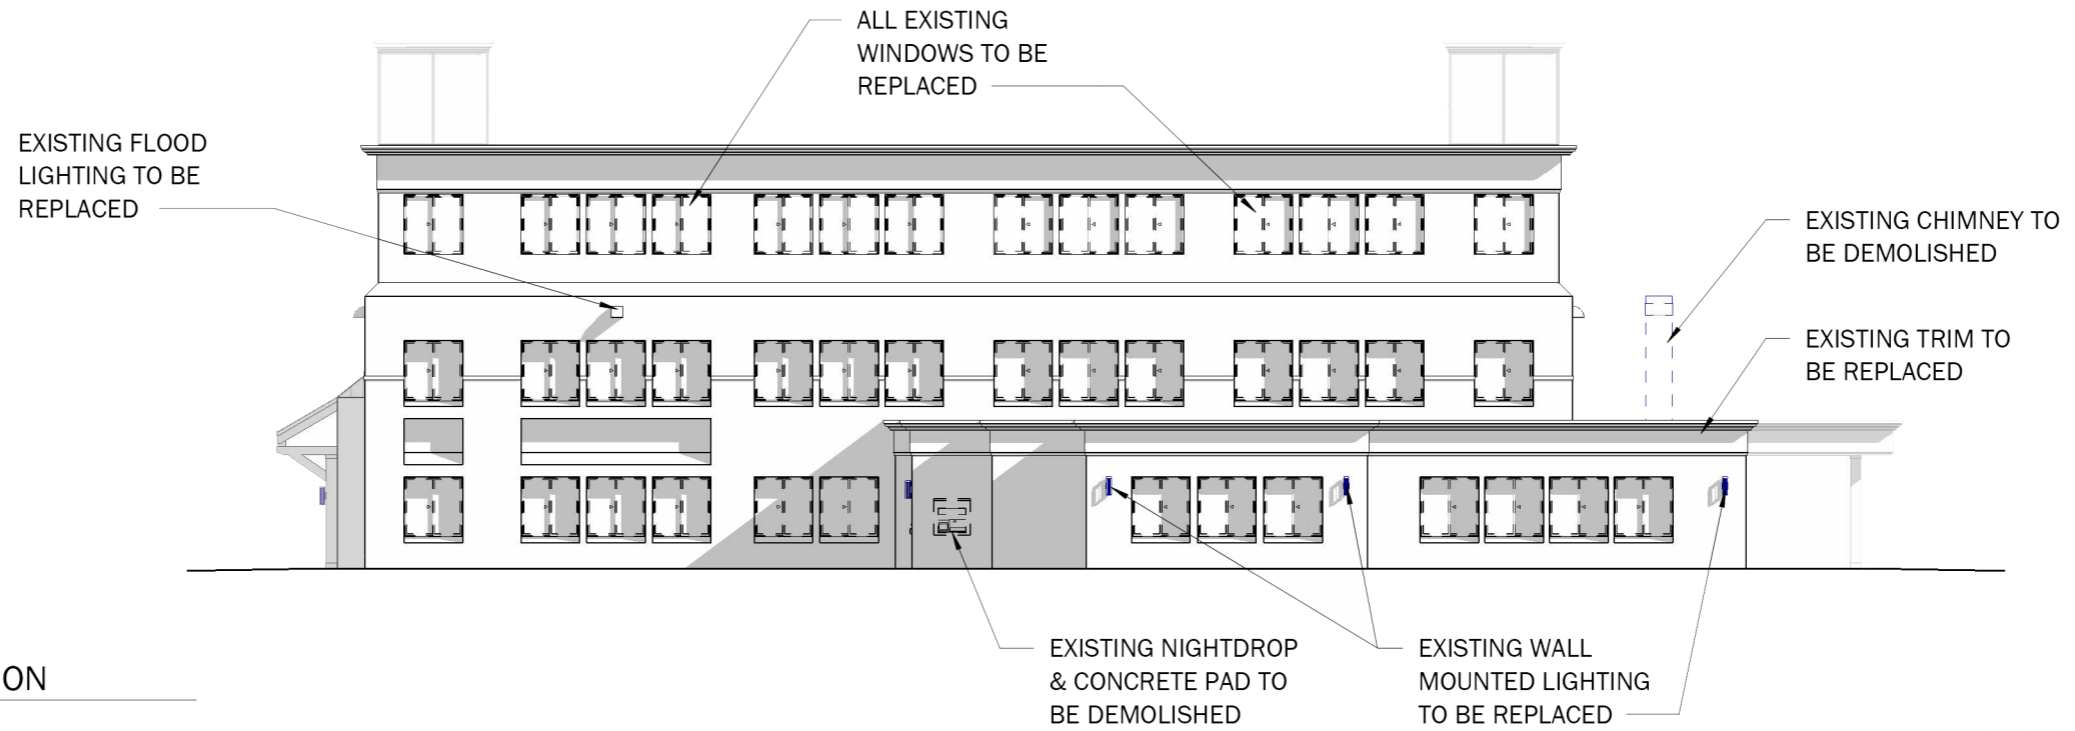 ALL EXISTING
WINDOWS TO BE
REPLACED
EXISTING FLOOD
LIGHTING TO BE
REPLACED
EXISTING CHIMNEY TO
BE DEMOLISHED
EXISTING TRIM TO
BE REPLACED
EXISTING NIGHTDROP
& CONCRETE PAD TO
BE DEMOLISHED
EXISTING WALL
MOUNTED LIGHTING
TO BE REPLACED
ON